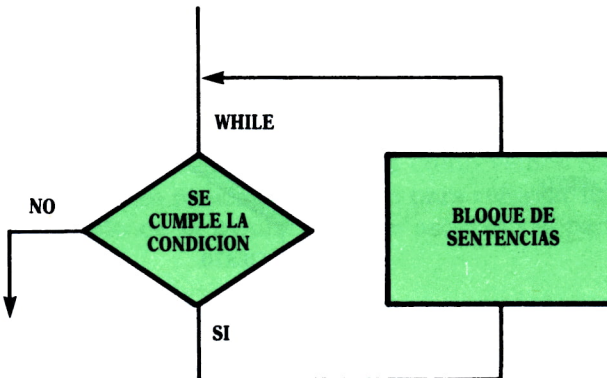 WHILE
NO
SE
CUMPLE LA
CONDICION
BLOQUE DE
SENTENCIAS
SI